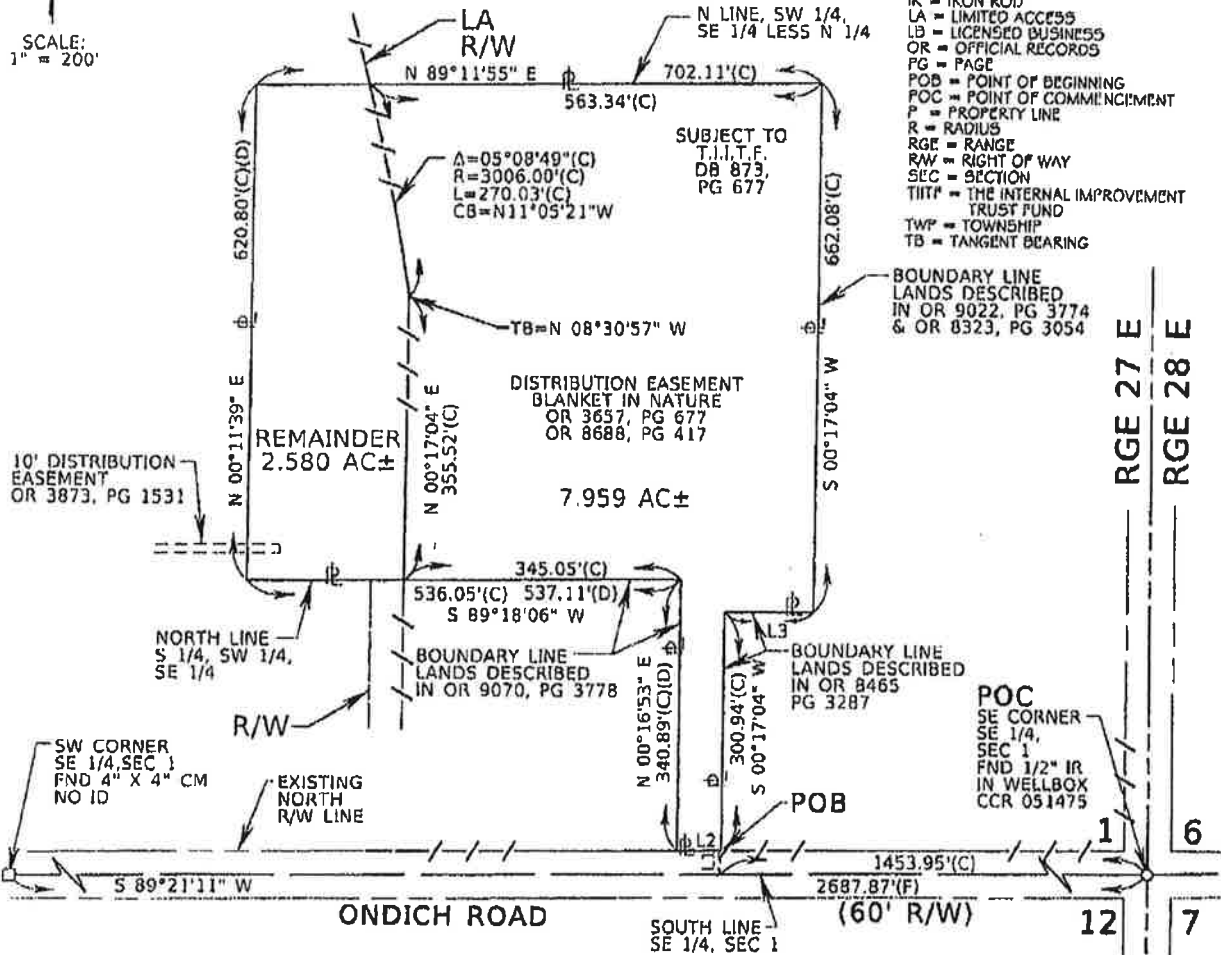 SCALE:
1" = 200'
LA
R/W
N LINE, SW 1/4,
SE 1/4 LESS N 1/4
IR = IRON ROD
LA = LIMITED ACCESS
LB = LICENSED BUSINESS
OR = OFFICIAL RECORDS
PG = PAGE
POB = POINT OF BEGINNING
POC = POINT OF COMMENCEMENT
P = PROPERTY LINE
R = RADIUS
RGE = RANGE
R/W = RIGHT OF WAY
SEC = SECTION
TIITF = THE INTERNAL IMPROVEMENT
TRUST FUND
TWP = TOWNSHIP
TB = TANGENT BEARING
N 89°11'55" E
702.11'(C)
563.34'(C)
SUBJECT TO
T.I.I.T.F.
DB 873,
PG 677
Δ=05°08'49"(C)
R=3006.00'(C)
L=270.03'(C)
CB=N11°05'21"W
620.80'(C)(D)
N 00°11'39" E
662.08'(C)
S 00°17'04" W
BOUNDARY LINE
LANDS DESCRIBED
IN OR 9022, PG 3774
& OR 8323, PG 3054
TB=N 08°30'57" W
RGE 27 E
RGE 28 E
DISTRIBUTION EASEMENT
BLANKET IN NATURE
OR 3657, PG 677
OR 8688, PG 417
REMAINDER
2.580 AC±
N 00°17'04" E
355.52'(C)
7.959 AC±
10' DISTRIBUTION
EASEMENT
OR 3873, PG 1531
345.05'(C)
536.05'(C) 537.11'(D)
S 89°18'06" W
NORTH LINE
S 1/4, SW 1/4,
SE 1/4
BOUNDARY LINE
LANDS DESCRIBED
IN OR 9070, PG 3778
L3
BOUNDARY LINE
LANDS DESCRIBED
IN OR 8465
PG 3287
N 00°16'53" E
340.89'(C)(D)
300.94'(C)
S 00°17'04" W
R/W
POC
SE CORNER
SE 1/4,
SEC 1
FND 1/2" IR
IN WELLBOX
CCR 051475
SW CORNER
SE 1/4,SEC 1
FND 4" X 4" CM
NO ID
EXISTING
NORTH
R/W LINE
POB
L2
L1
1
6
1453.95'(C)
S 89°21'11" W
2687.87'(F)
ONDICH ROAD
(60' R/W)
12
7
SOUTH LINE
SE 1/4, SEC 1